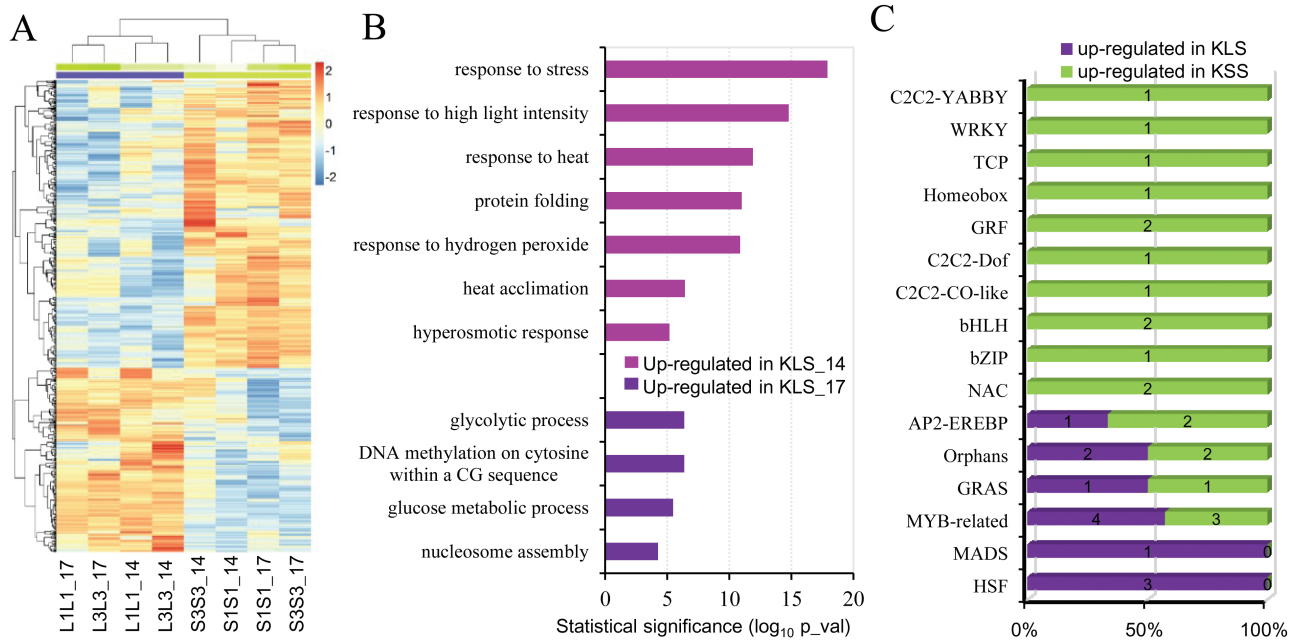 A
2
1
0
-1
-2
L1L1_17
L3L3_17
L1L1_14
L3L3_14
S3S3_14
S1S1_14
S1S1_17
S3S3_17
B
response to stress
response to high light intensity
response to heat
protein folding
response to hydrogen peroxide
heat acclimation
hyperosmotic response
Up-regulated in KLS_14
Up-regulated in KLS_17
glycolytic process
DNA methylation on cytosine
within a CG sequence
glucose metabolic process
nucleosome assembly
0 5 10 15 20
Statistical significance (log10 p_val)
C
up-regulated in KLS
up-regulated in KSS
C2C2-YABBY 1
WRKY 1
TCP 1
Homeobox 1
GRF 2
C2C2-Dof 1
C2C2-CO-like 1
bHLH 2
bZIP 1
NAC 2
AP2-EREBP 1 2
Orphans 2 2
GRAS 1 1
MYB-related 4 3
MADS 1 0
HSF 3 0
0% 50% 100%